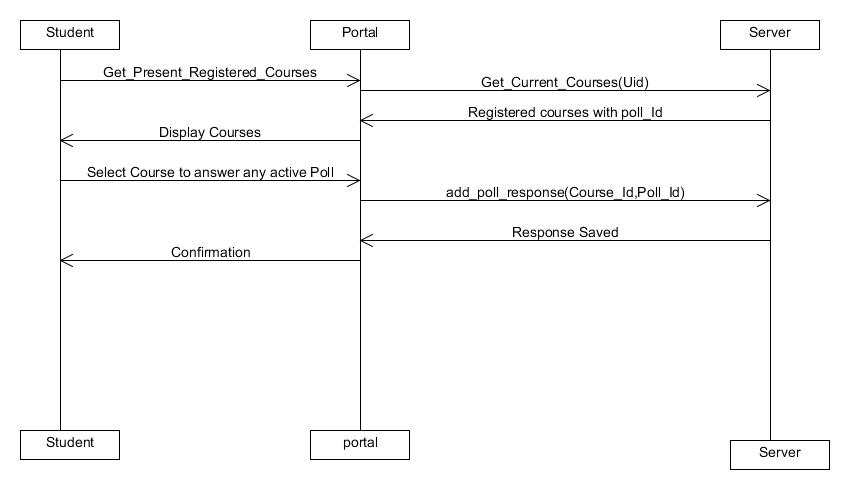 Student
Portal
Server
Get_Present_Registered_Courses
Get_Current_Courses(Uid)
Registered courses with poll_Id
Display Courses
Select Course to answer any active Poll
add_poll_response(Course_Id,Poll_Id)
Response Saved
Confirmation
Student
portal
Server